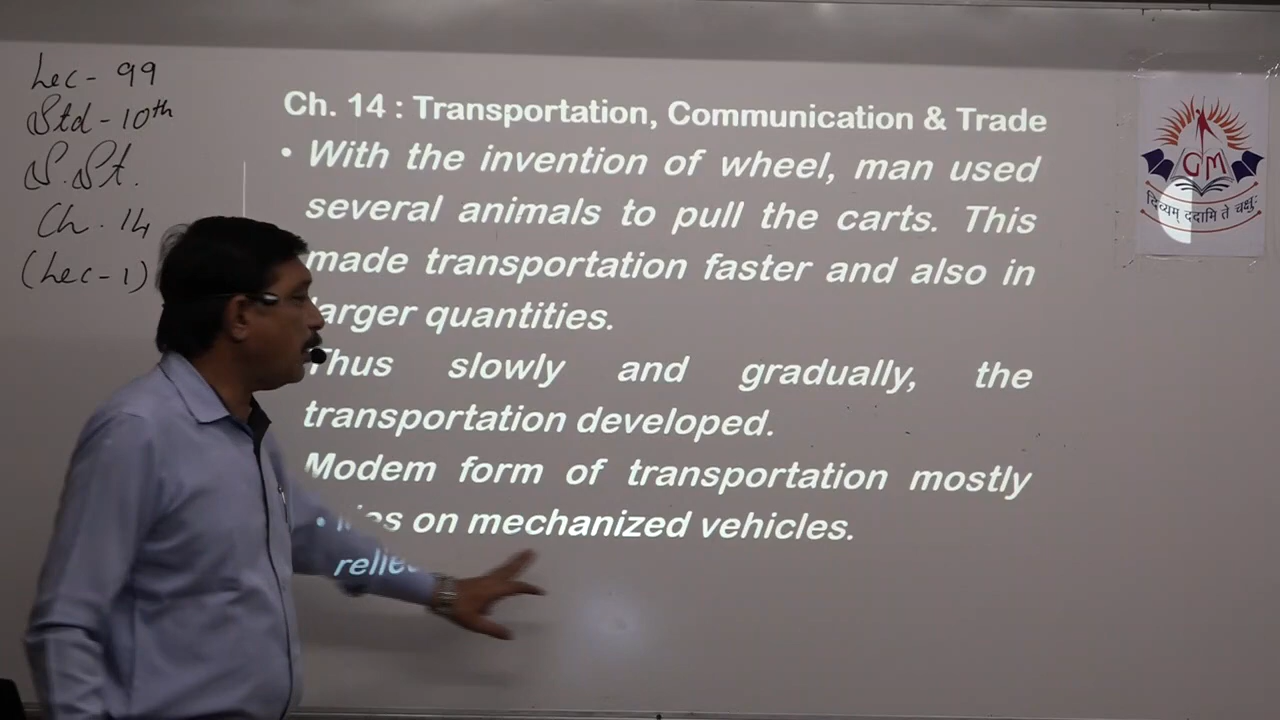 Lec - 99
Std - 10th
S.St.
Ch. 14
(Lec - 1)
Ch. 14 : Transportation, Communication & Trade
• With the invention of wheel, man used
several animals to pull the carts. This
made transportation faster and also in
larger quantities.
Thus slowly and gradually, the
transportation developed.
Modem form of transportation mostly
on mechanized vehicles.
GM
दिव्यम् ददामि ते चक्षुः